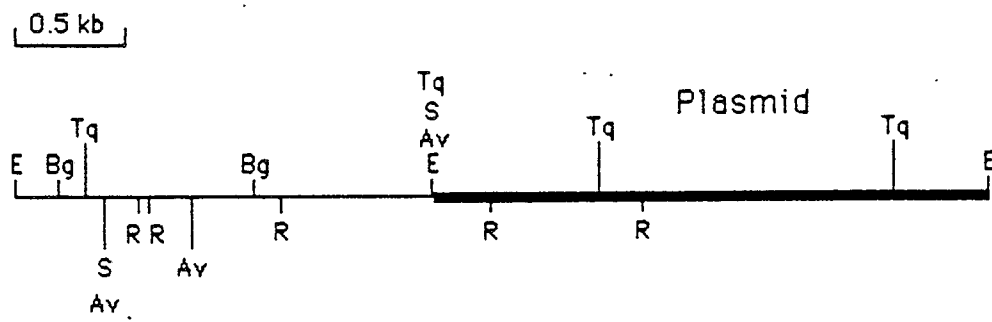 0.5 kb
Tq
S
Av
Plasmid
Tq
Tq
Tq
E Bg Bg E E
R R R R R
S Av
Av